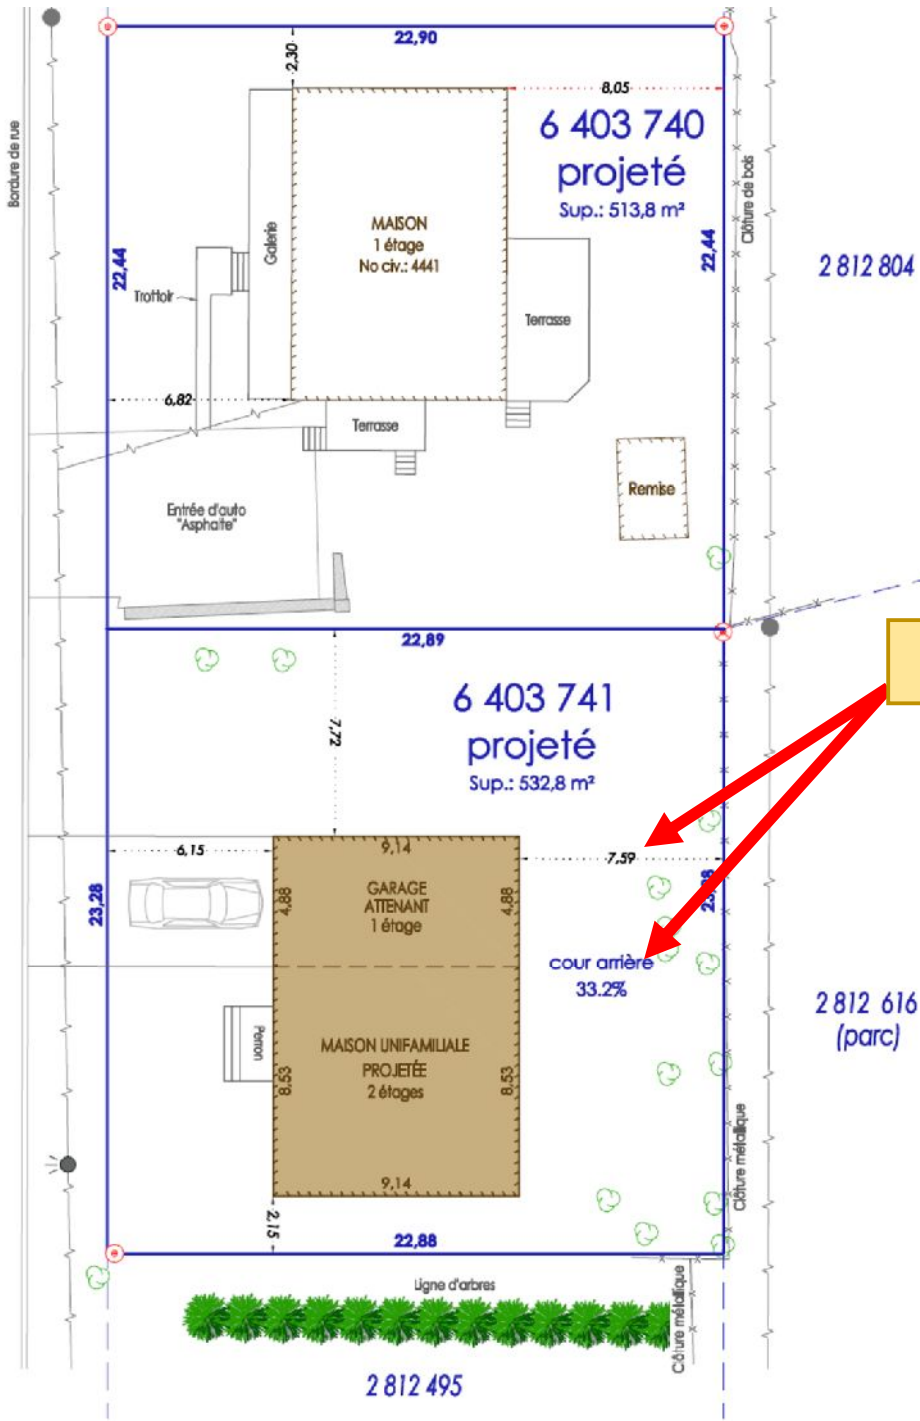 22,90
2,30
8,05
6 403 740
projeté
Sup.: 513,8 m²
Bordure de rue
Clôture de bois
MAISON
1 étage
No civ.: 4441
Galerie
22,44
22,44
2 812 804
Trottoir
Terrasse
6,82
Terrasse
Remise
Entrée d'auto
"Asphalte"
22,89
6 403 741
projeté
Sup.: 532,8 m²
7,72
6,15
9,14
7,59
GARAGE
ATTENANT
1 étage
4,88
4,88
23,28
23,28
cour arrière
33.2%
2 812 616
(parc)
Perron
MAISON UNIFAMILIALE
PROJETÉE
2 étages
8,53
8,53
Clôture métallique
9,14
2,15
22,88
Ligne d'arbres
Clôture métallique
2 812 495